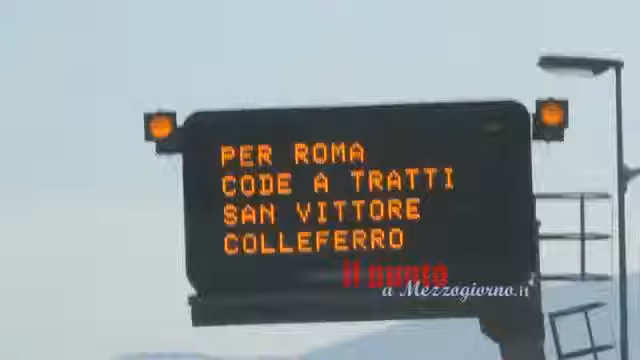 PER ROMA
CODE A TRATTI
SAN VITTORE
COLLEFERRO
il punto
a Mezzogiorno.it